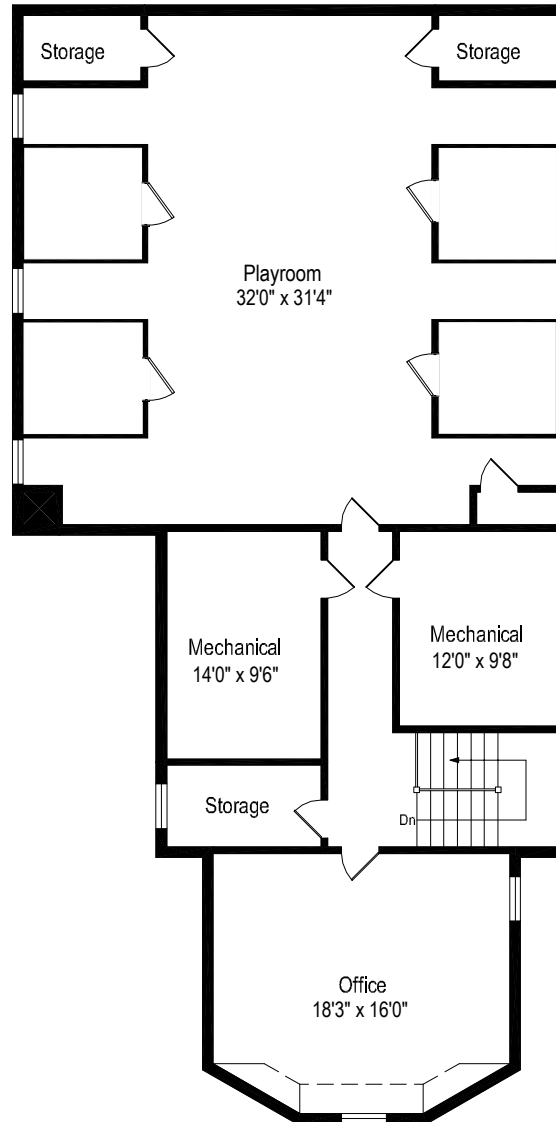 Storage
Storage
Playroom
32'0" x 31'4"
Mechanical
14'0" x 9'6"
Mechanical
12'0" x 9'8"
Storage
Dn
Office
18'3" x 16'0"